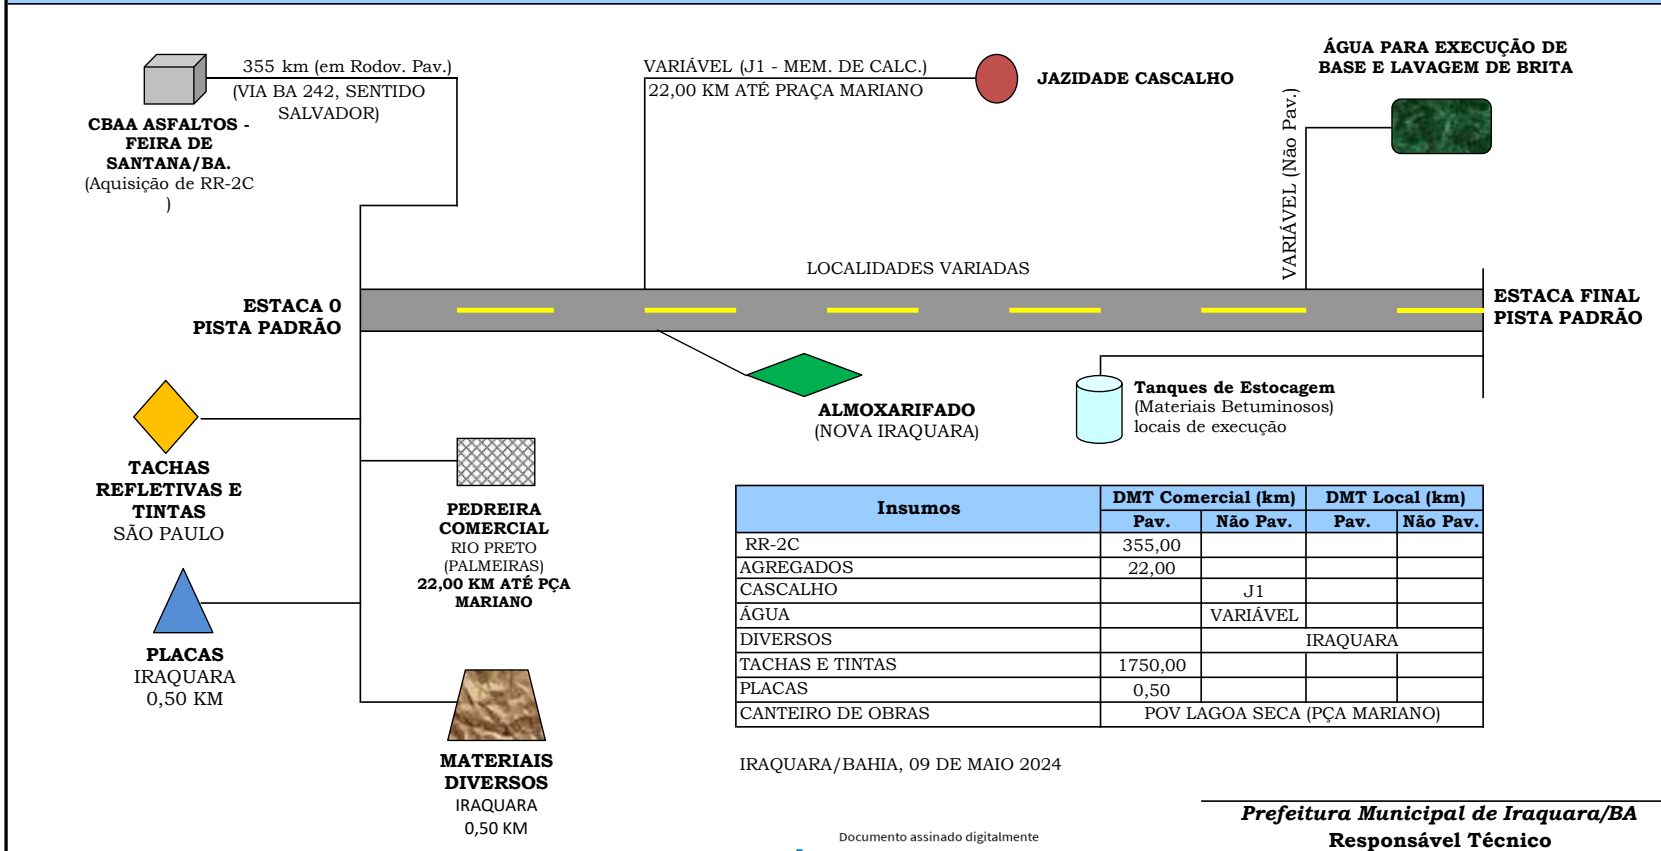 355 km (em Rodov. Pav.)
(VIA BA 242, SENTIDO
SALVADOR)
CBAA ASFALTOS -
FEIRA DE
SANTANA/BA.
(Aquisição de RR-2C
)
VARIÁVEL (J1 - MEM. DE CALC.)
22,00 KM ATÉ PRAÇA MARIANO
JAZIDADE CASCALHO
ÁGUA PARA EXECUÇÃO DE
BASE E LAVAGEM DE BRITA
VARIÁVEL (Não Pav.)
LOCALIDADES VARIADAS
ESTACA 0
PISTA PADRÃO
ESTACA FINAL
PISTA PADRÃO
ALMOXARIFADO
(NOVA IRAQUARA)
Tanques de Estocagem
(Materiais Betuminosos)
locais de execução
TACHAS
REFLETIVAS E
TINTAS
SÃO PAULO
PEDREIRA
COMERCIAL
RIO PRETO
(PALMEIRAS)
22,00 KM ATÉ PÇA
MARIANO
PLACAS
IRAQUARA
0,50 KM
MATERIAIS
DIVERSOS
IRAQUARA
0,50 KM
Insumos DMT Comercial (km) DMT Local (km)
Pav. Não Pav. Pav. Não Pav.
RR-2C 355,00
AGREGADOS 22,00
CASCALHO J1
ÁGUA VARIÁVEL
DIVERSOS IRAQUARA
TACHAS E TINTAS 1750,00
PLACAS 0,50
CANTEIRO DE OBRAS POV LAGOA SECA (PÇA MARIANO)
IRAQUARA/BAHIA, 09 DE MAIO 2024
Prefeitura Municipal de Iraquara/BA
Responsável Técnico
Documento assinado digitalmente